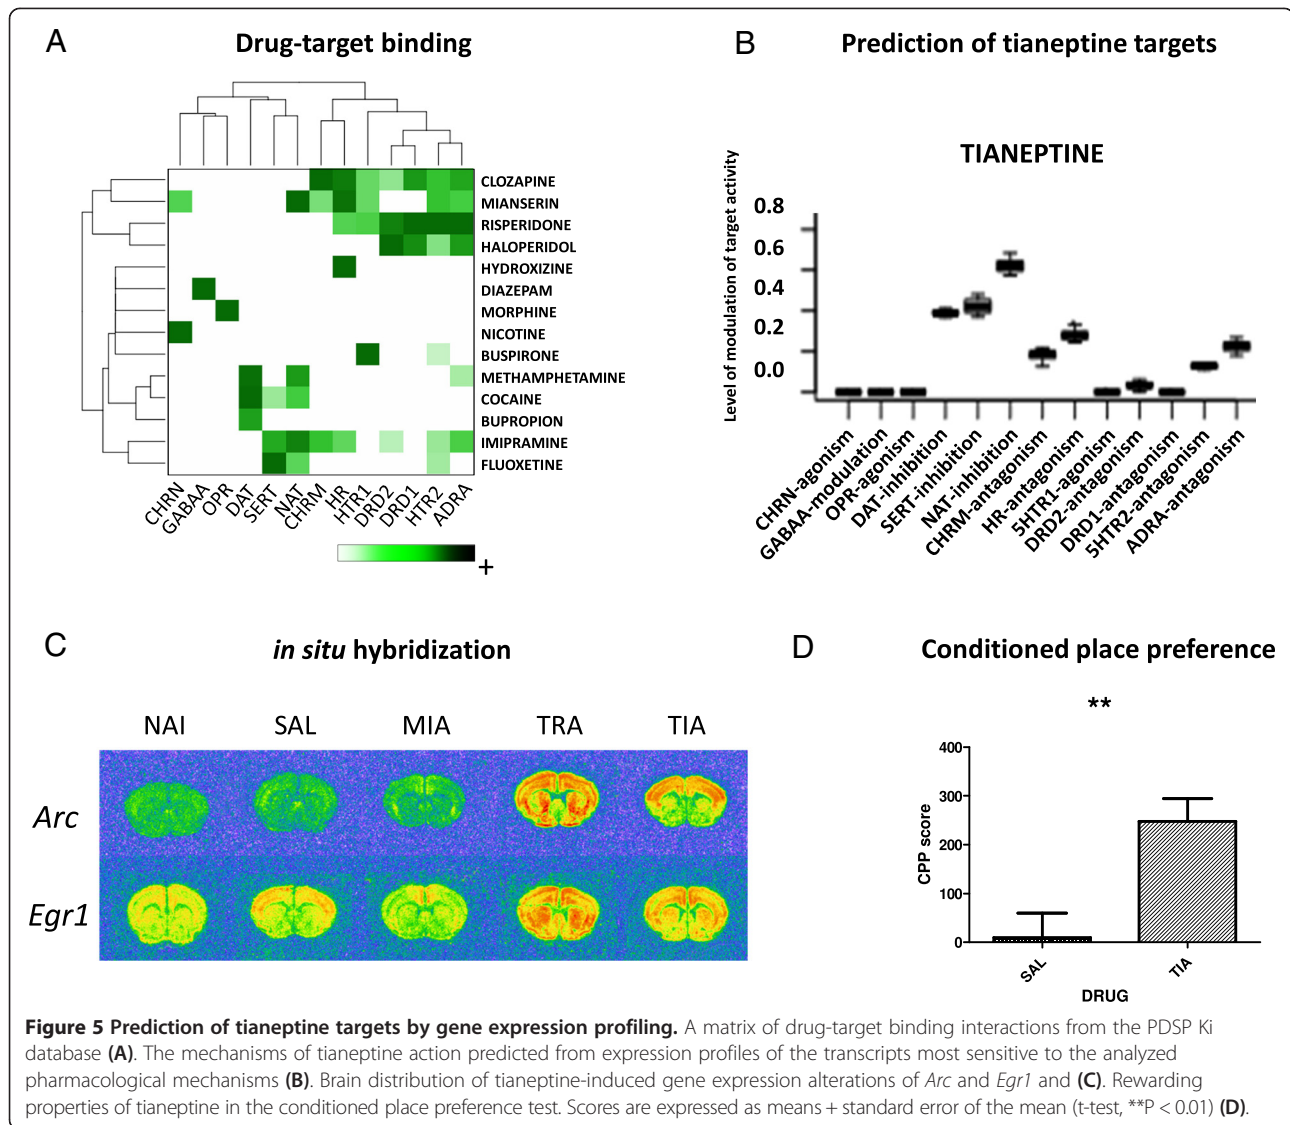 A
Drug-target binding
CLOZAPINE
MIANSERIN
RISPERIDONE
HALOPERIDOL
HYDROXIZINE
DIAZEPAM
MORPHINE
NICOTINE
BUSPIRONE
METHAMPHETAMINE
COCAINE
BUPROPION
IMIPRAMINE
FLUOXETINE
CHRN
GABAA
OPR
DAT
SERT
NAT
CHRM
HR
HTR1
DRD2
DRD1
HTR2
ADRA
+
B
Prediction of tianeptine targets
TIANEPTINE
Level of modulation of target activity
0.8
0.6
0.4
0.2
0.0
CHRN-agonism
GABAA-modulation
OPR-agonism
DAT-inhibition
SERT-inhibition
NAT-inhibition
CHRM-antagonism
HR-antagonism
5HTR1-agonism
DRD2-antagonism
DRD1-antagonism
5HTR2-antagonism
ADRA-antagonism
C
in situ hybridization
NAI SAL MIA TRA TIA
Arc
Egr1
D
Conditioned place preference
**
CPP score
400
300
200
100
0
SAL
TIA
DRUG
Figure 5 Prediction of tianeptine targets by gene expression profiling. A matrix of drug-target binding interactions from the PDSP Ki
database (A). The mechanisms of tianeptine action predicted from expression profiles of the transcripts most sensitive to the analyzed
pharmacological mechanisms (B). Brain distribution of tianeptine-induced gene expression alterations of Arc and Egr1 and (C). Rewarding
properties of tianeptine in the conditioned place preference test. Scores are expressed as means + standard error of the mean (t-test, **P < 0.01) (D).